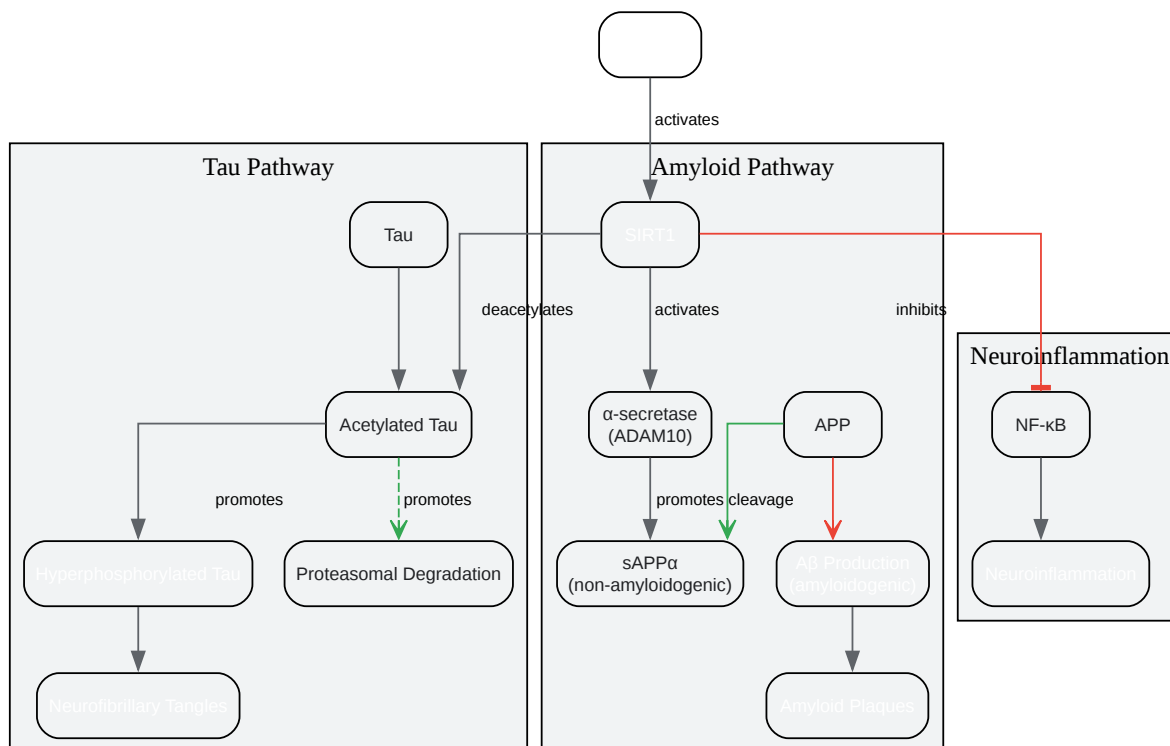 activates
Tau Pathway
Amyloid Pathway
Tau
SIRT1
deacetylates
activates
inhibits
Neuroinflammation
Acetylated Tau
α-secretase
(ADAM10)
APP
NF-κB
promotes
promotes
promotes cleavage
Hyperphosphorylated Tau
Proteasomal Degradation
sAPPα
(non-amyloidogenic)
Aβ Production
(amyloidogenic)
Neuroinflammation
Neurofibrillary Tangles
Amyloid Plaques